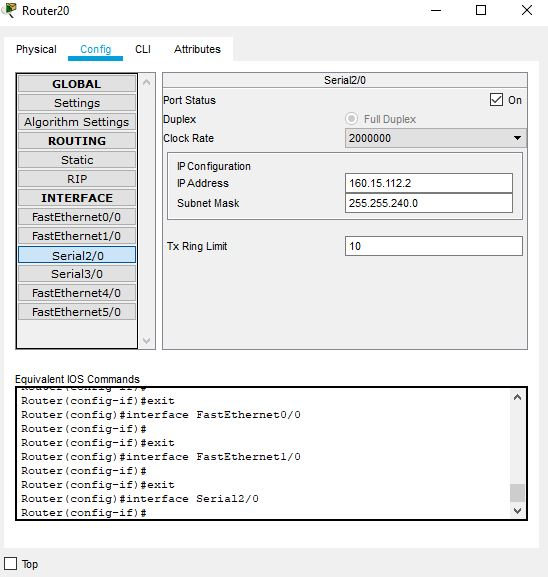 Router20
Physical Config CLI Attributes
GLOBAL
Settings
Algorithm Settings
ROUTING
Static
RIP
INTERFACE
FastEthernet0/0
FastEthernet1/0
Serial2/0
Serial3/0
FastEthernet4/0
FastEthernet5/0
Serial2/0
Port Status On
Duplex Full Duplex
Clock Rate 2000000
IP Configuration
IP Address 160.15.112.2
Subnet Mask 255.255.240.0
Tx Ring Limit 10
Equivalent IOS Commands
Router(config-if)#
Router(config-if)#exit
Router(config)#interface FastEthernet0/0
Router(config-if)#
Router(config-if)#exit
Router(config)#interface FastEthernet1/0
Router(config-if)#
Router(config-if)#exit
Router(config)#interface Serial2/0
Router(config-if)#
Top